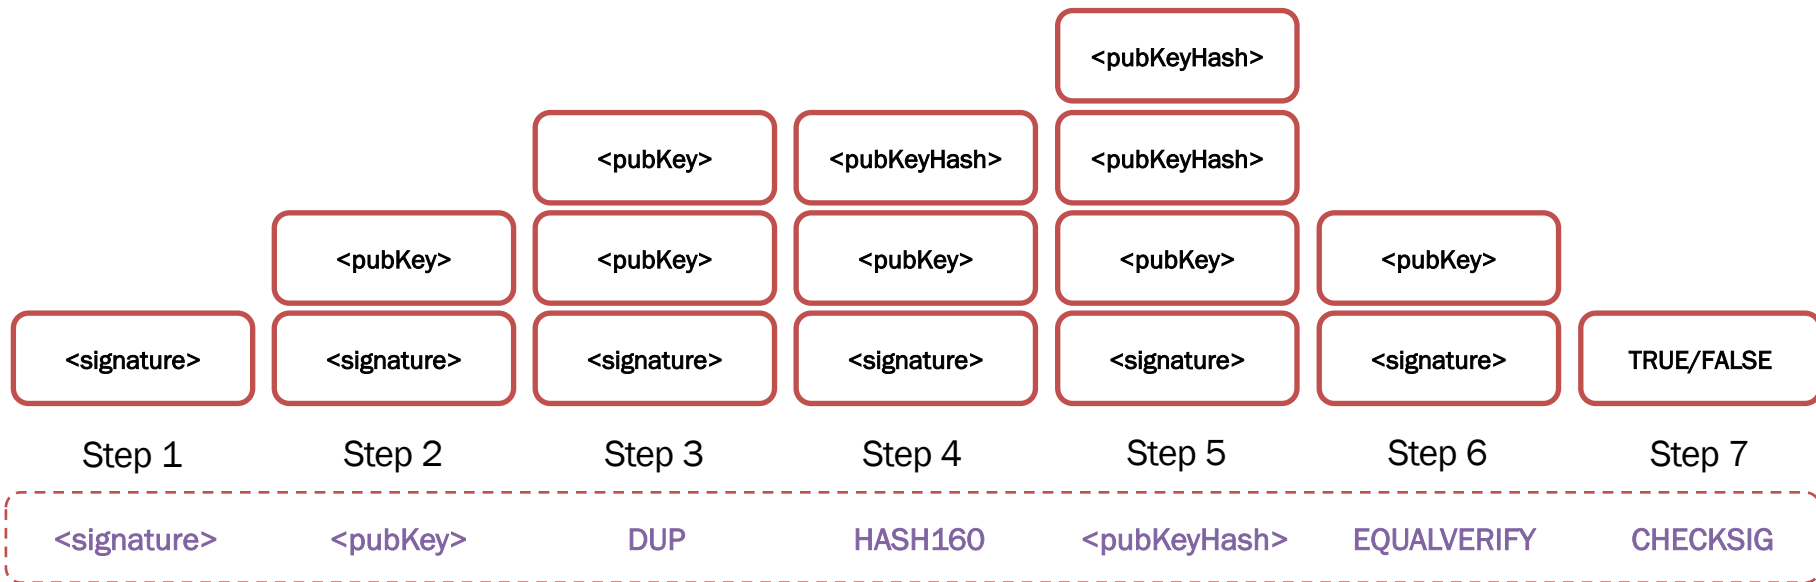 <pubKeyHash>
<pubKey> <pubKeyHash> <pubKeyHash>
<pubKey> <pubKey> <pubKey> <pubKey> <pubKey>
<signature> <signature> <signature> <signature> <signature> <signature> TRUE/FALSE
Step 1 Step 2 Step 3 Step 4 Step 5 Step 6 Step 7
<signature> <pubKey> DUP HASH160 <pubKeyHash> EQUALVERIFY CHECKSIG